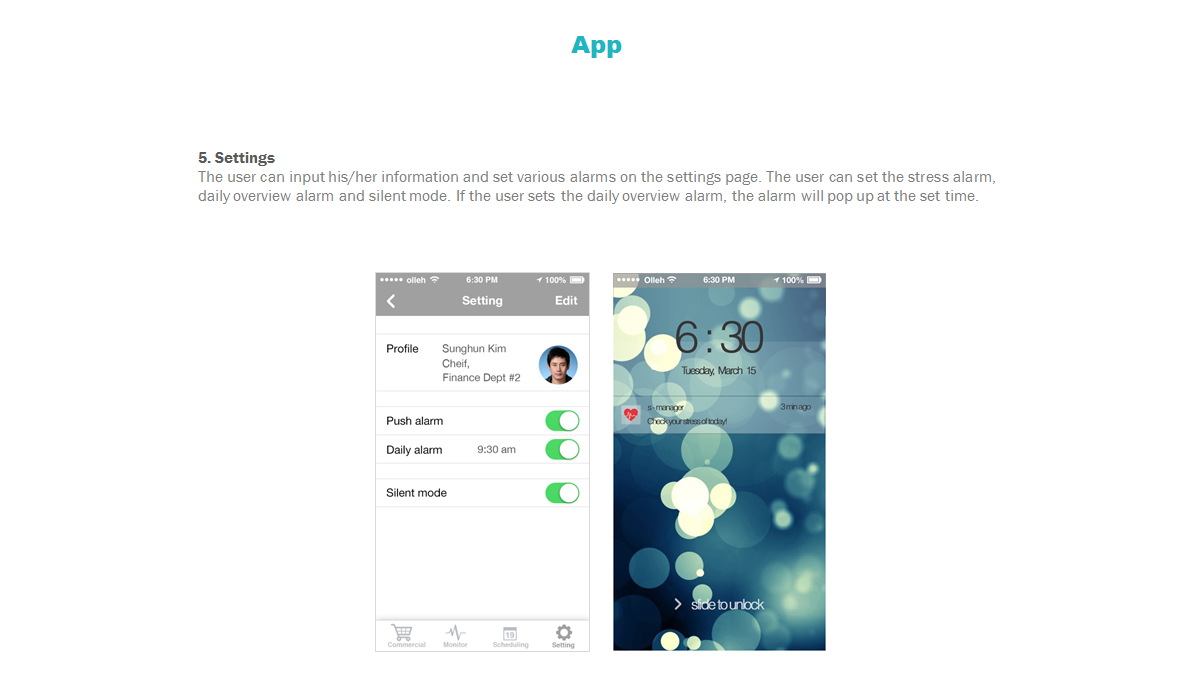 App
5. Settings
The user can input his/her information and set various alarms on the settings page. The user can set the stress alarm,
daily overview alarm and silent mode. If the user sets the daily overview alarm, the alarm will pop up at the set time.
olleh 6:30 PM 100%
Setting Edit
Profile Sunghun Kim
Cheif,
Finance Dept #2
Push alarm
Daily alarm 9:30 am
Silent mode
19
Commercial Monitor Scheduling Setting
Olleh 6:30 PM 100%
6:30
Tuesday, March 15
s-manager 3 min ago
Check your stress of today!
slide to unlock